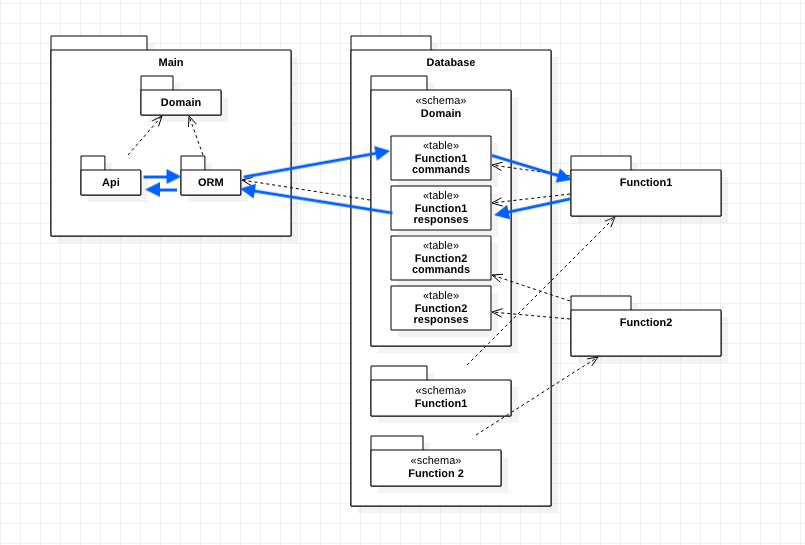 Main
Domain
Api
ORM
Database
«schema»
Domain
«table»
Function1
commands
«table»
Function1
responses
«table»
Function2
commands
«table»
Function2
responses
«schema»
Function1
«schema»
Function 2
Function1
Function2